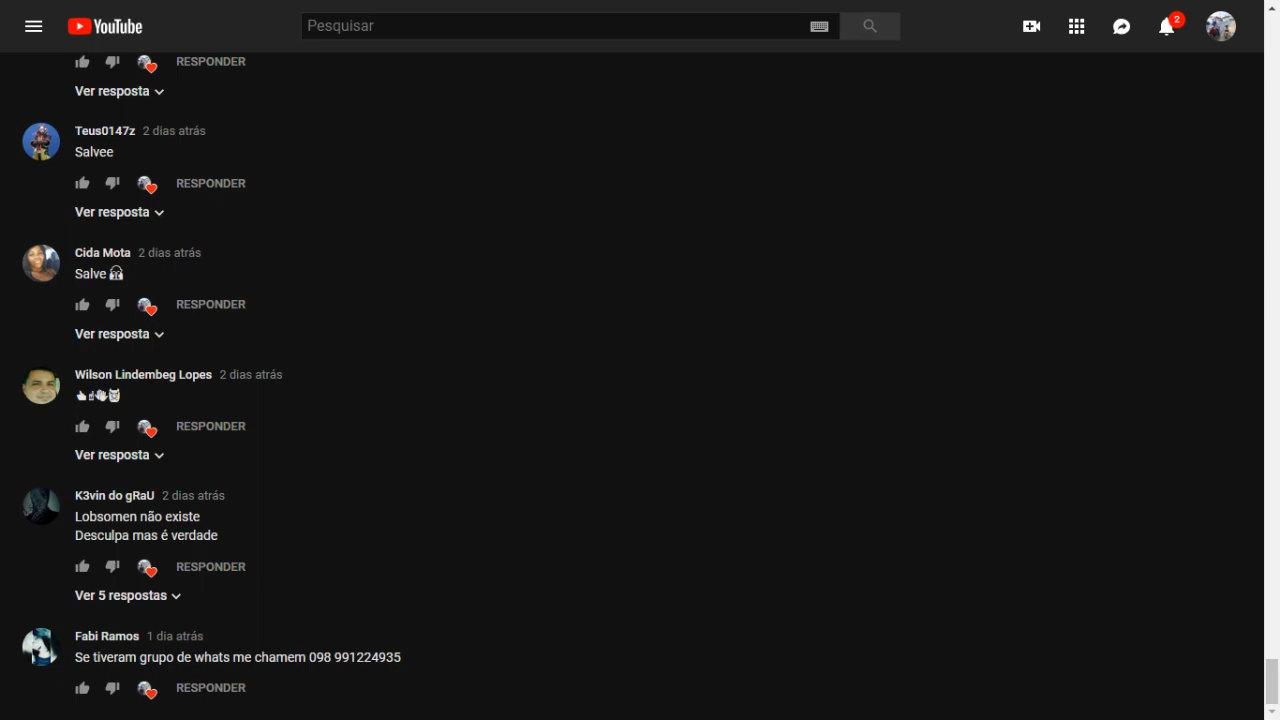 YouTube
Pesquisar
2
RESPONDER
Ver resposta
Teus0147z 2 dias atrás
Salvee
RESPONDER
Ver resposta
Cida Mota 2 dias atrás
Salve
RESPONDER
Ver resposta
Wilson Lindembeg Lopes 2 dias atrás
RESPONDER
Ver resposta
K3vin do gRaU 2 dias atrás
Lobsomen não existe
Desculpa mas é verdade
RESPONDER
Ver 5 respostas
Fabi Ramos 1 dia atrás
Se tiveram grupo de whats me chamem 098 991224935
RESPONDER